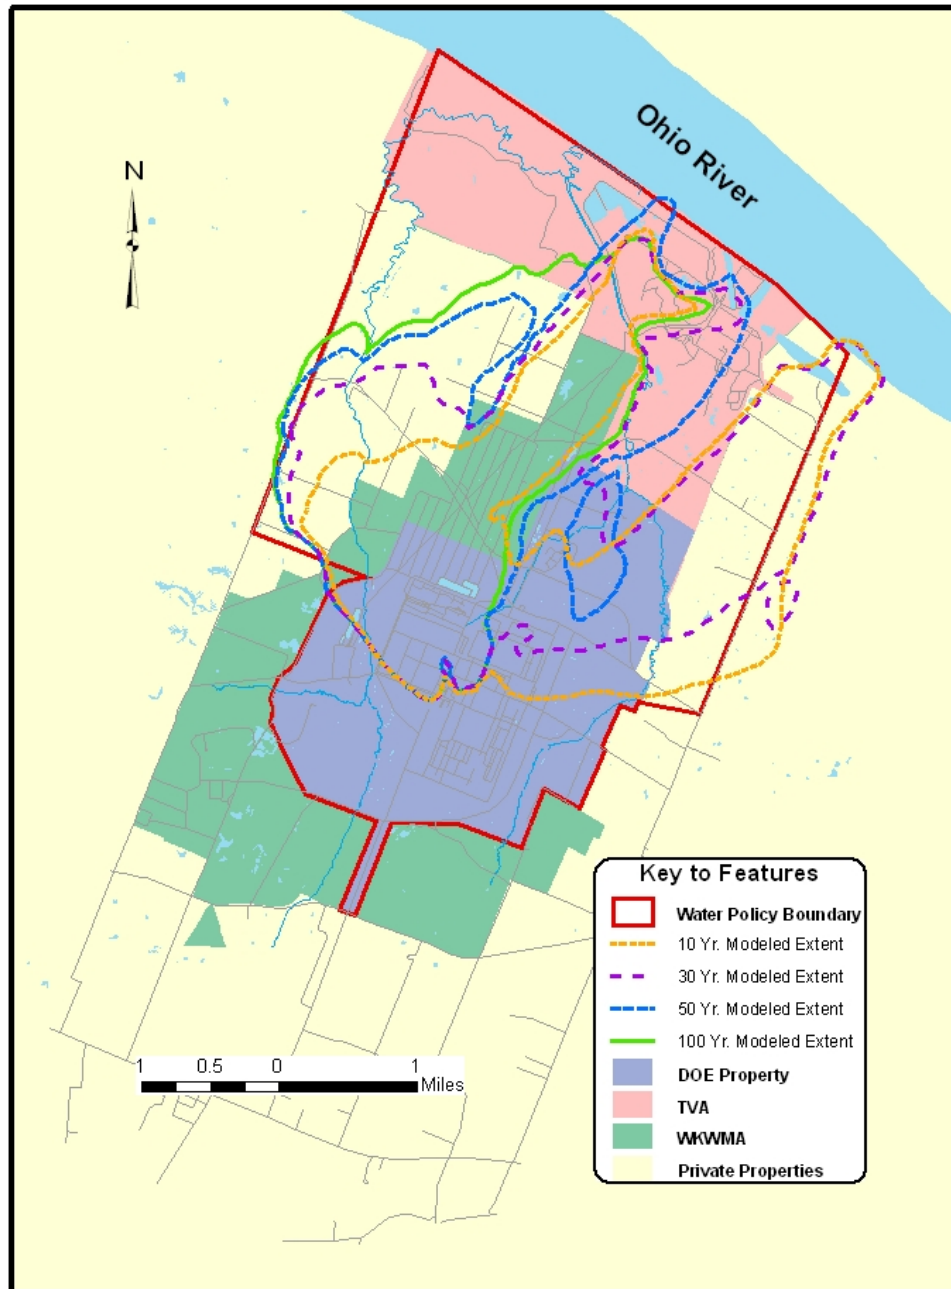 Ohio River
N
Key to Features
Water Policy Boundary
10 Yr. Modeled Extent
30 Yr. Modeled Extent
50 Yr. Modeled Extent
100 Yr. Modeled Extent
DOE Property
TVA
WKWMA
Private Properties
1 0.5 0 1
Miles